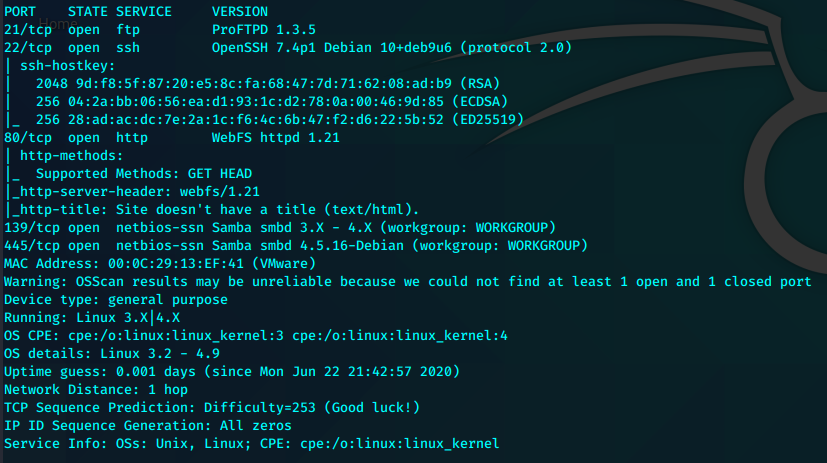 Home
PORT    STATE SERVICE     VERSION
21/tcp  open  ftp         ProFTPD 1.3.5
22/tcp  open  ssh         OpenSSH 7.4p1 Debian 10+deb9u6 (protocol 2.0)
| ssh-hostkey:
|   2048 9d:f8:5f:87:20:e5:8c:fa:68:47:7d:71:62:08:ad:b9 (RSA)
|   256 04:2a:bb:06:56:ea:d1:93:1c:d2:78:0a:00:46:9d:85 (ECDSA)
|_  256 28:ad:ac:dc:7e:2a:1c:f6:4c:6b:47:f2:d6:22:5b:52 (ED25519)
80/tcp  open  http        WebFS httpd 1.21
| http-methods:
|_  Supported Methods: GET HEAD
|_http-server-header: webfs/1.21
|_http-title: Site doesn't have a title (text/html).
139/tcp open  netbios-ssn Samba smbd 3.X - 4.X (workgroup: WORKGROUP)
445/tcp open  netbios-ssn Samba smbd 4.5.16-Debian (workgroup: WORKGROUP)
MAC Address: 00:0C:29:13:EF:41 (VMware)
Warning: OSScan results may be unreliable because we could not find at least 1 open and 1 closed port
Device type: general purpose
Running: Linux 3.X|4.X
OS CPE: cpe:/o:linux:linux_kernel:3 cpe:/o:linux:linux_kernel:4
OS details: Linux 3.2 - 4.9
Uptime guess: 0.001 days (since Mon Jun 22 21:42:57 2020)
Network Distance: 1 hop
TCP Sequence Prediction: Difficulty=253 (Good luck!)
IP ID Sequence Generation: All zeros
Service Info: OSs: Unix, Linux; CPE: cpe:/o:linux:linux_kernel